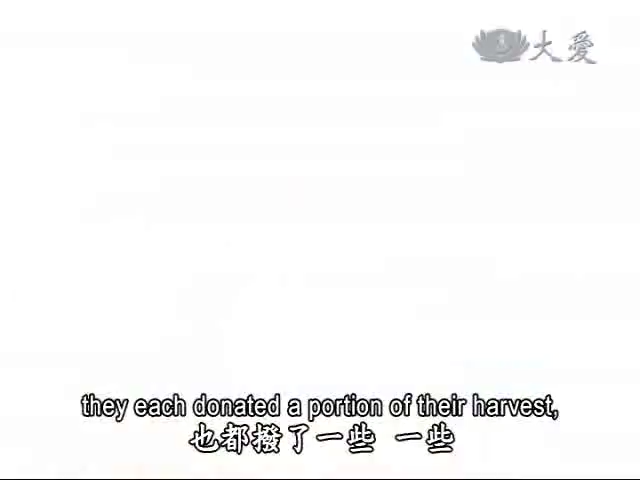 大愛
they each donated a portion of their harvest,
也都撥了一些 一些